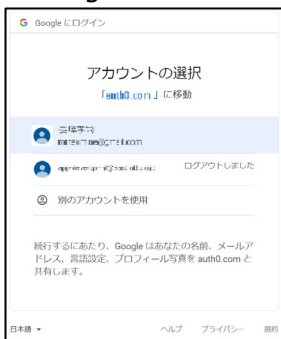 Google にログイン
アカウントの選択
「auth0.com」に移動
ログアウトしました
別のアカウントを使用
続行するにあたり、Google はあなたの名前、メールア
ドレス、言語設定、プロフィール写真を auth0.com と
共有します。
日本語 ヘルプ プライバシー 規約